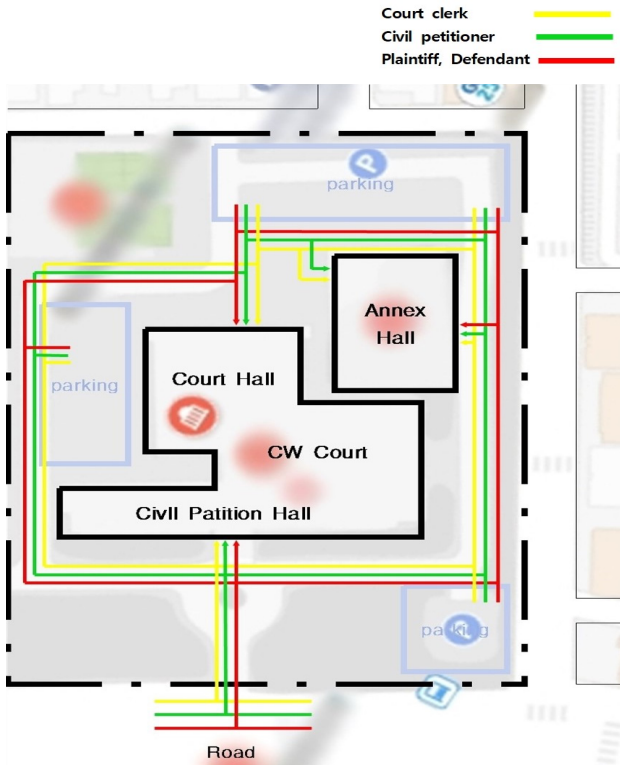 Court clerk
Civil petitioner
Plaintiff, Defendant
P
parking
Annex
Hall
Court Hall
parking
CW Court
Civll Patition Hall
parking
Road